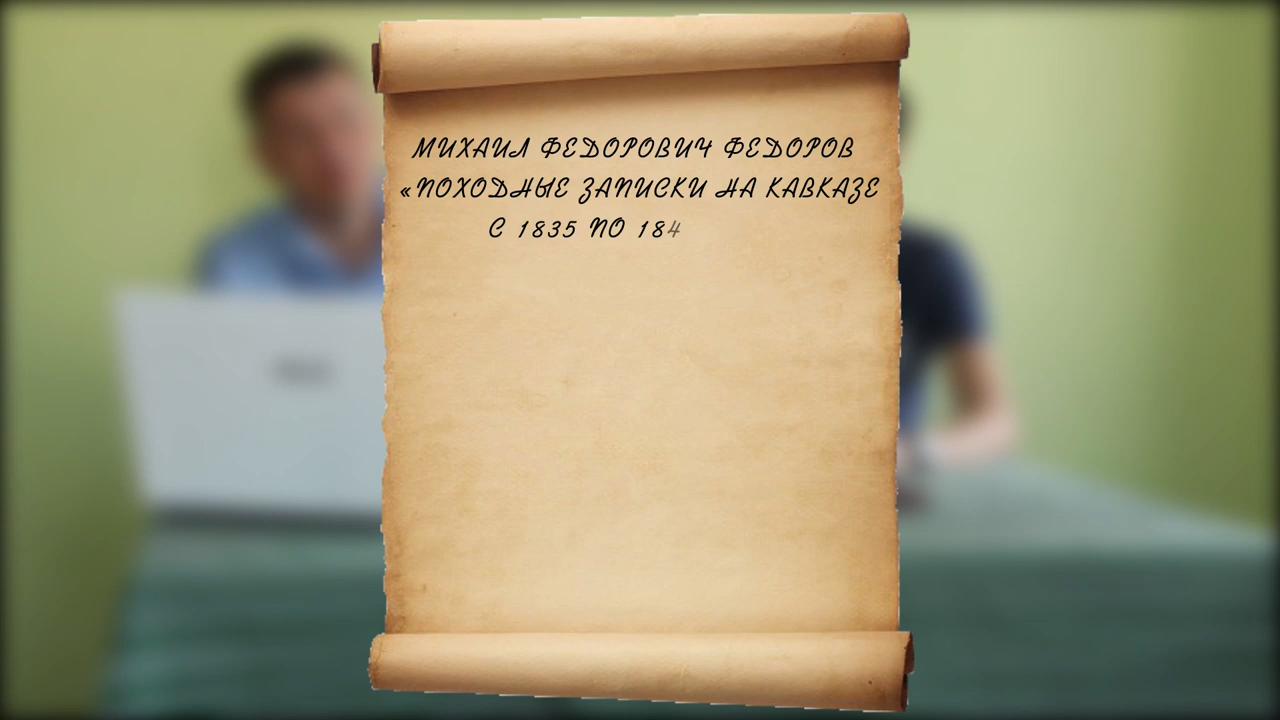 МИХАИЛ ФЕДОРОВИЧ ФЕДОРОВ
«ПОХОДНЫЕ ЗАПИСКИ НА КАВКАЗЕ
С 1835 ПО 184